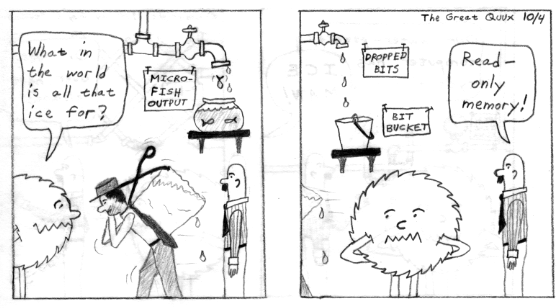 What in
the world
is all that
ice for?
MICRO-
FISH
OUTPUT
The Great Quux 10/4
DROPPED
BITS
BIT
BUCKET
Read-
only
memory!